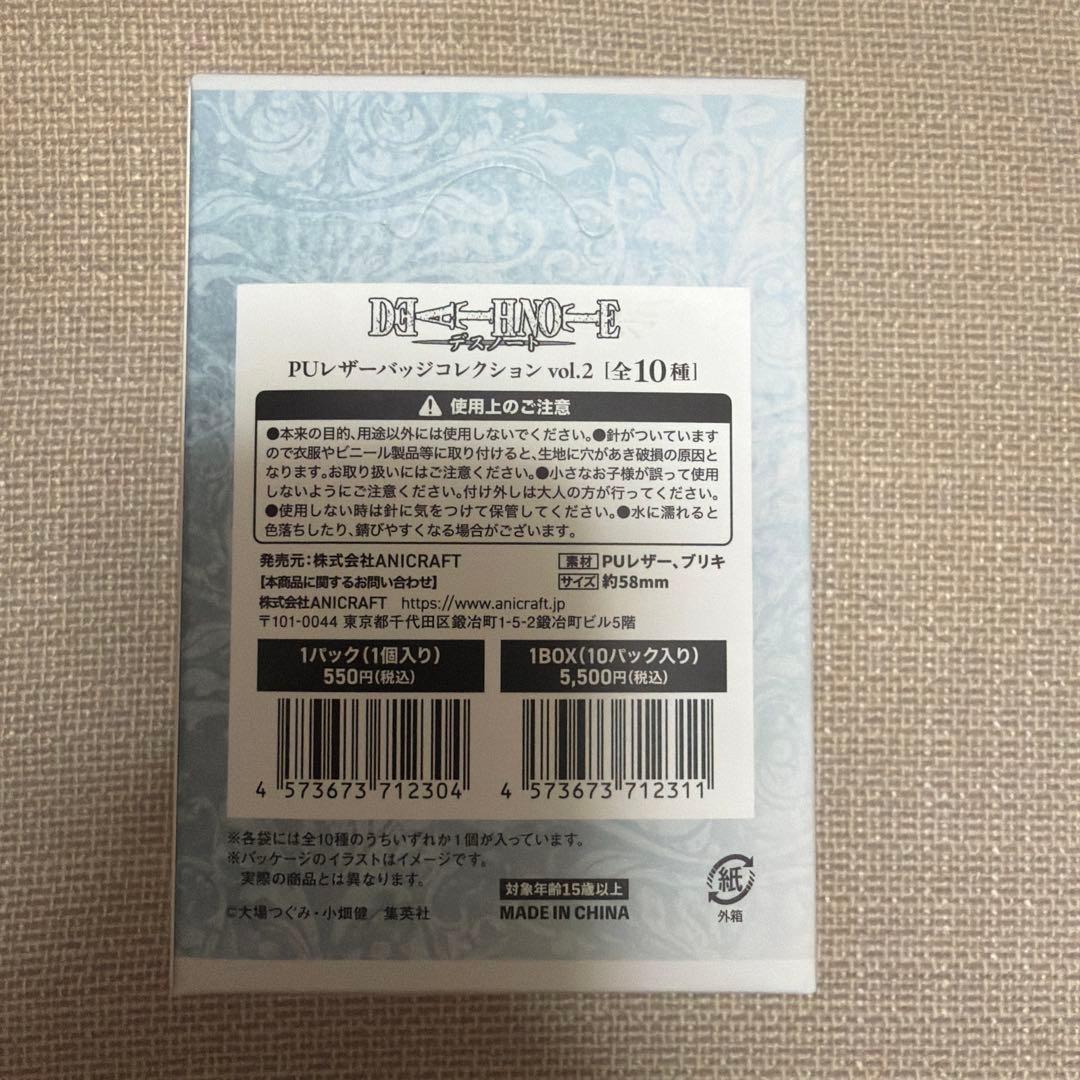 DEATH NOTE
デスノート
PUレザーバッジコレクション vol.2 [全10種]
使用上のご注意
●本来の目的、用途以外には使用しないでください。●針がついています
ので衣服やビニール製品等に取り付けると、生地に穴があき破損の原因と
なります。お取り扱いにはご注意ください。●小さなお子様が誤って使用
しないようにご注意ください。付け外しは大人の方が行ってください。
●使用しない時は針に気をつけて保管してください。●水に濡れると
色落ちしたり、錆びやすくなる場合がございます。
発売元:株式会社ANICRAFT 素材 PUレザー、ブリキ
【本商品に関するお問い合わせ】 サイズ 約58mm
株式会社ANICRAFT https://www.anicraft.jp
〒101-0044 東京都千代田区鍛冶町1-5-2鍛冶町ビル5階
1パック(1個入り)
550円(税込)
1BOX(10パック入り)
5,500円(税込)
4 573673 712304
4 573673 712311
※各袋には全10種のうちいずれか1個が入っています。
※パッケージのイラストはイメージです。
実際の商品とは異なります。
©大場つぐみ・小畑健/集英社
対象年齢15歳以上
MADE IN CHINA
紙
外箱